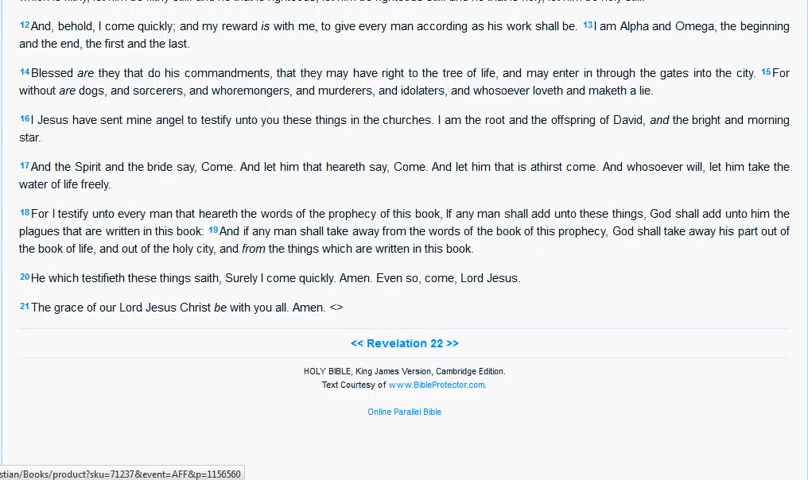 12And, behold, I come quickly; and my reward is with me, to give every man according as his work shall be. 13I am Alpha and Omega, the beginning
and the end, the first and the last.
14Blessed are they that do his commandments, that they may have right to the tree of life, and may enter in through the gates into the city. 15For
without are dogs, and sorcerers, and whoremongers, and murderers, and idolaters, and whosoever loveth and maketh a lie.
16I Jesus have sent mine angel to testify unto you these things in the churches. I am the root and the offspring of David, and the bright and morning
star.
17And the Spirit and the bride say, Come. And let him that heareth say, Come. And let him that is athirst come. And whosoever will, let him take the
water of life freely.
18For I testify unto every man that heareth the words of the prophecy of this book, If any man shall add unto these things, God shall add unto him the
plagues that are written in this book: 19And if any man shall take away from the words of the book of this prophecy, God shall take away his part out of
the book of life, and out of the holy city, and from the things which are written in this book.
20He which testifieth these things saith, Surely I come quickly. Amen. Even so, come, Lord Jesus.
21The grace of our Lord Jesus Christ be with you all. Amen. <>
<< Revelation 22 >>
HOLY BIBLE, King James Version, Cambridge Edition.
Text Courtesy of www.BibleProtector.com.
Online Parallel Bible
stian/Books/product?sku=71237&event=AFF&p=1156560